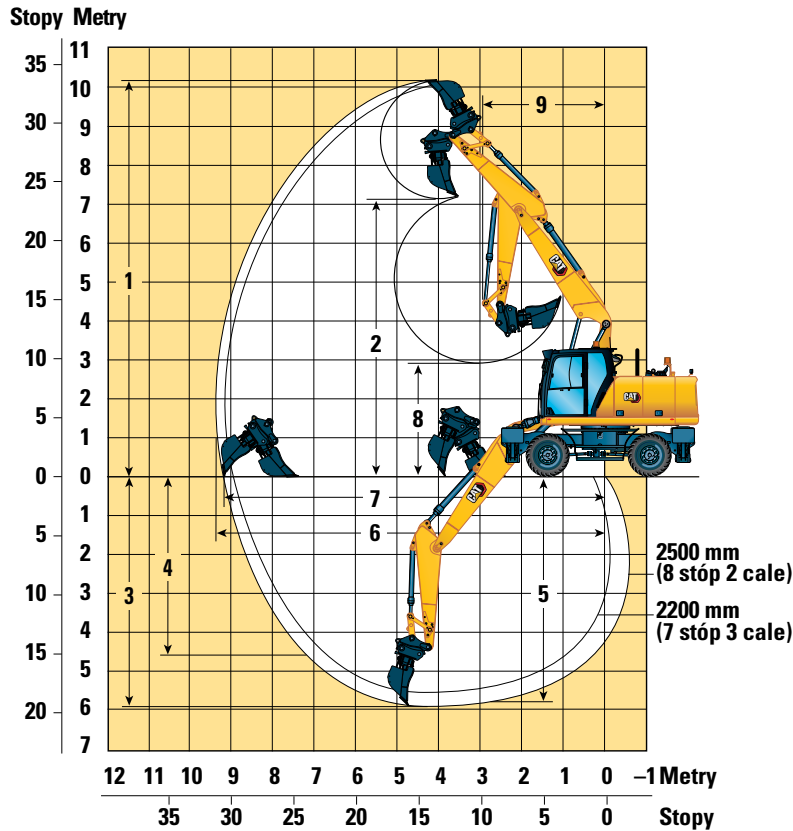 Stopy Metry
35 11
10
30 9
8
25 7
20 6
5
15 4
3
10 2
5 1
0 0
1
5 2
3
10 4
15 5
6
20 7
1
2
3
4
5
6
7
8
9
CAT
CAT
CAT
2500 mm
(8 stóp 2 cale)
2200 mm
(7 stóp 3 cale)
12 11 10 9 8 7 6 5 4 3 2 1 0 –1 Metry
35 30 25 20 15 10 5 0 Stopy